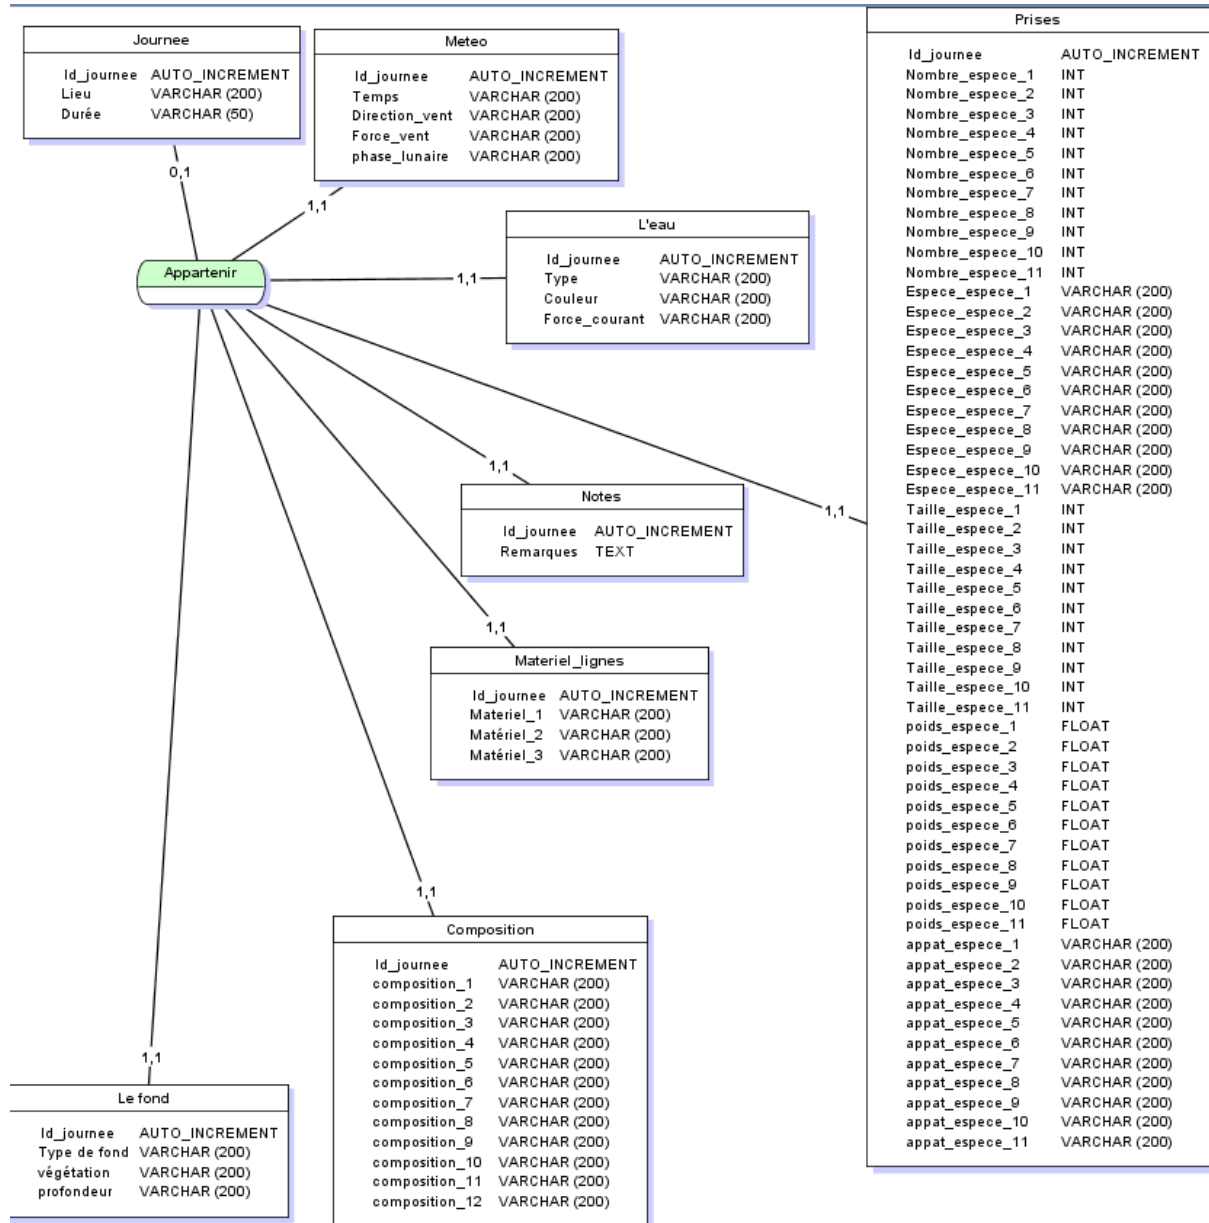 Journee
Id_journee AUTO_INCREMENT
Lieu VARCHAR (200)
Durée VARCHAR (50)
0,1
Meteo
Id_journee AUTO_INCREMENT
Temps VARCHAR (200)
Direction_vent VARCHAR (200)
Force_vent VARCHAR (200)
phase_lunaire VARCHAR (200)
1,1
Appartenir
L'eau
Id_journee AUTO_INCREMENT
Type VARCHAR (200)
Couleur VARCHAR (200)
Force_courant VARCHAR (200)
1,1
Notes
Id_journee AUTO_INCREMENT
Remarques TEXT
1,1
Materiel_lignes
Id_journee AUTO_INCREMENT
Materiel_1 VARCHAR (200)
Matériel_2 VARCHAR (200)
Matériel_3 VARCHAR (200)
1,1
Composition
Id_journee AUTO_INCREMENT
composition_1 VARCHAR (200)
composition_2 VARCHAR (200)
composition_3 VARCHAR (200)
composition_4 VARCHAR (200)
composition_5 VARCHAR (200)
composition_6 VARCHAR (200)
composition_7 VARCHAR (200)
composition_8 VARCHAR (200)
composition_9 VARCHAR (200)
composition_10 VARCHAR (200)
composition_11 VARCHAR (200)
composition_12 VARCHAR (200)
1,1
Le fond
Id_journee AUTO_INCREMENT
Type de fond VARCHAR (200)
végétation VARCHAR (200)
profondeur VARCHAR (200)
1,1
Prises
Id_journee AUTO_INCREMENT
Nombre_espece_1 INT
Nombre_espece_2 INT
Nombre_espece_3 INT
Nombre_espece_4 INT
Nombre_espece_5 INT
Nombre_espece_6 INT
Nombre_espece_7 INT
Nombre_espece_8 INT
Nombre_espece_9 INT
Nombre_espece_10 INT
Nombre_espece_11 INT
Espece_espece_1 VARCHAR (200)
Espece_espece_2 VARCHAR (200)
Espece_espece_3 VARCHAR (200)
Espece_espece_4 VARCHAR (200)
Espece_espece_5 VARCHAR (200)
Espece_espece_6 VARCHAR (200)
Espece_espece_7 VARCHAR (200)
Espece_espece_8 VARCHAR (200)
Espece_espece_9 VARCHAR (200)
Espece_espece_10 VARCHAR (200)
Espece_espece_11 VARCHAR (200)
Taille_espece_1 INT
Taille_espece_2 INT
Taille_espece_3 INT
Taille_espece_4 INT
Taille_espece_5 INT
Taille_espece_6 INT
Taille_espece_7 INT
Taille_espece_8 INT
Taille_espece_9 INT
Taille_espece_10 INT
Taille_espece_11 INT
poids_espece_1 FLOAT
poids_espece_2 FLOAT
poids_espece_3 FLOAT
poids_espece_4 FLOAT
poids_espece_5 FLOAT
poids_espece_6 FLOAT
poids_espece_7 FLOAT
poids_espece_8 FLOAT
poids_espece_9 FLOAT
poids_espece_10 FLOAT
poids_espece_11 FLOAT
appat_espece_1 VARCHAR (200)
appat_espece_2 VARCHAR (200)
appat_espece_3 VARCHAR (200)
appat_espece_4 VARCHAR (200)
appat_espece_5 VARCHAR (200)
appat_espece_6 VARCHAR (200)
appat_espece_7 VARCHAR (200)
appat_espece_8 VARCHAR (200)
appat_espece_9 VARCHAR (200)
appat_espece_10 VARCHAR (200)
appat_espece_11 VARCHAR (200)
1,1